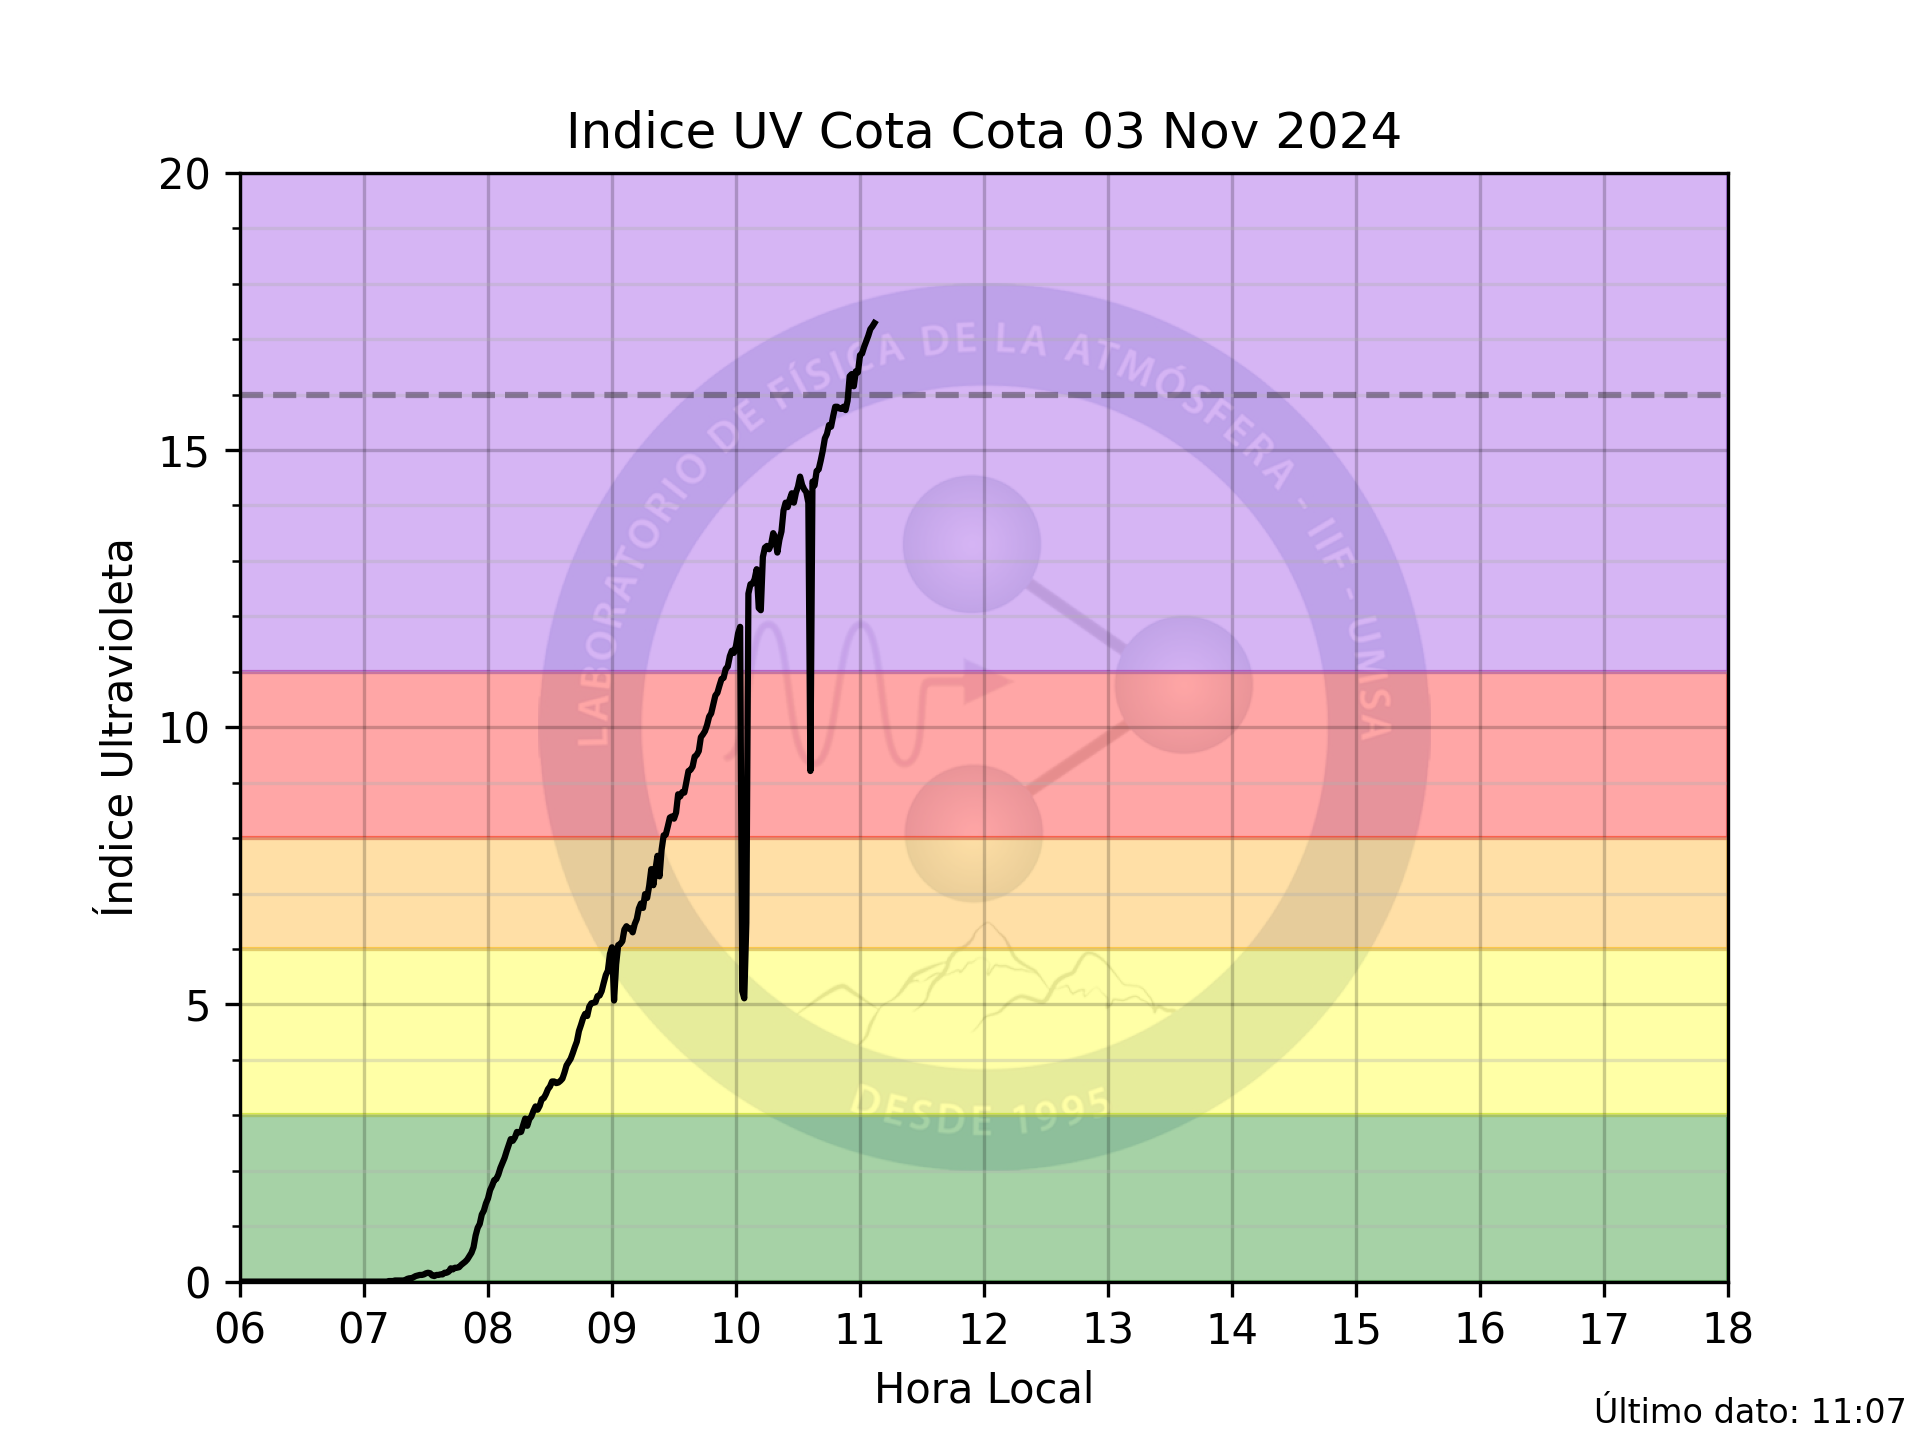 Indice UV Cota Cota 03 Nov 2024
20
15
10
5
0
Índice Ultravioleta
LABORATORIO DE FÍSICA DE LA ATMÓSFERA - IIF - UMSA
DESDE 1995
06 07 08 09 10 11 12 13 14 15 16 17 18
Hora Local
Último dato: 11:07